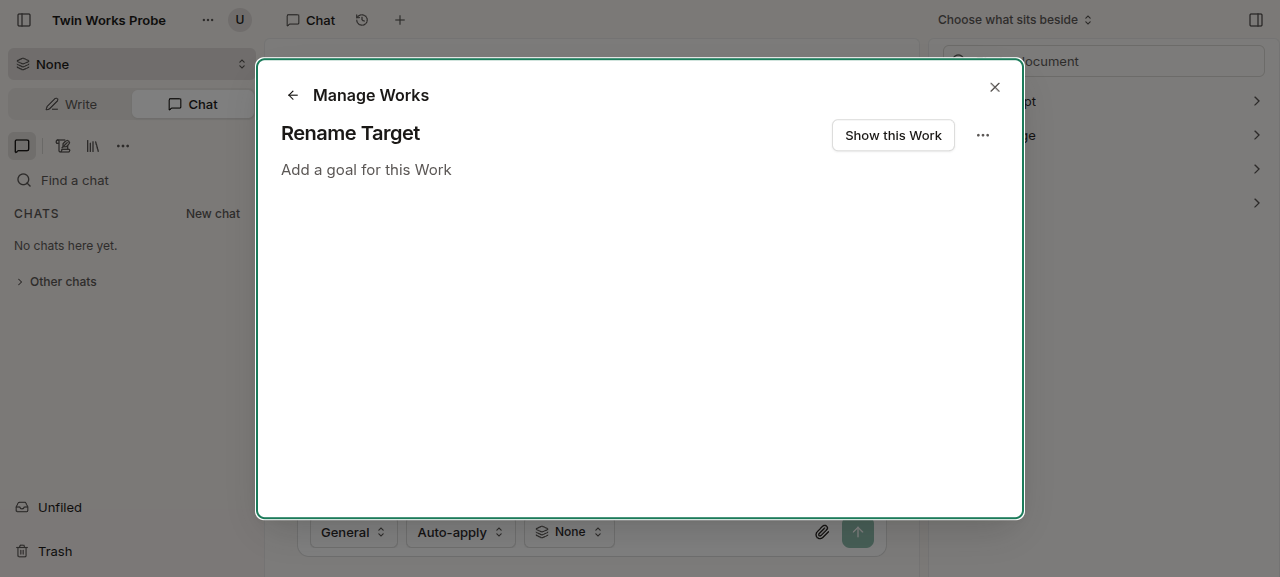 Twin Works Probe
U
Chat
Choose what sits beside
None
Write
Chat
Find a chat
CHATS
New chat
No chats here yet.
Other chats
Unfiled
Trash
Manage Works
Rename Target
Show this Work
Add a goal for this Work
General
Auto-apply
None